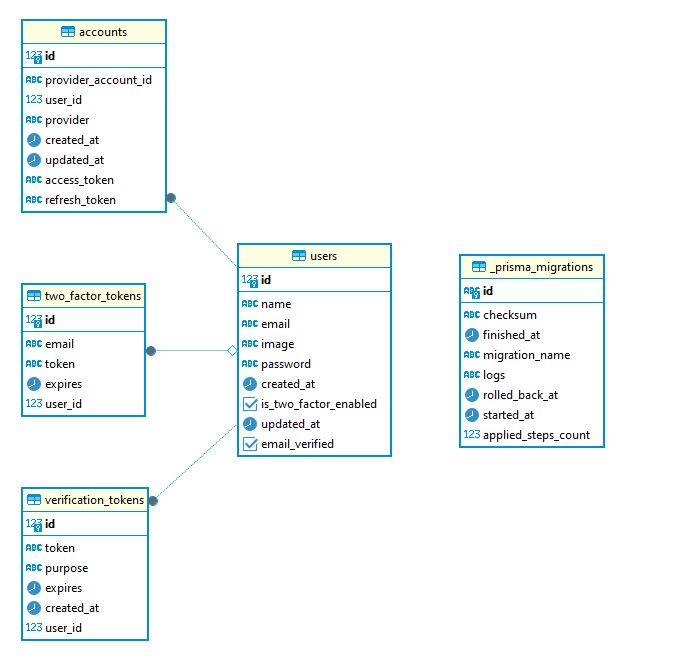 accounts
123 id
ABC provider_account_id
123 user_id
ABC provider
created_at
updated_at
ABC access_token
ABC refresh_token
two_factor_tokens
123 id
ABC email
ABC token
expires
123 user_id
verification_tokens
123 id
ABC token
ABC purpose
expires
created_at
123 user_id
users
123 id
ABC name
ABC email
ABC image
ABC password
created_at
is_two_factor_enabled
updated_at
email_verified
_prisma_migrations
ABC id
ABC checksum
finished_at
ABC migration_name
ABC logs
rolled_back_at
started_at
123 applied_steps_count